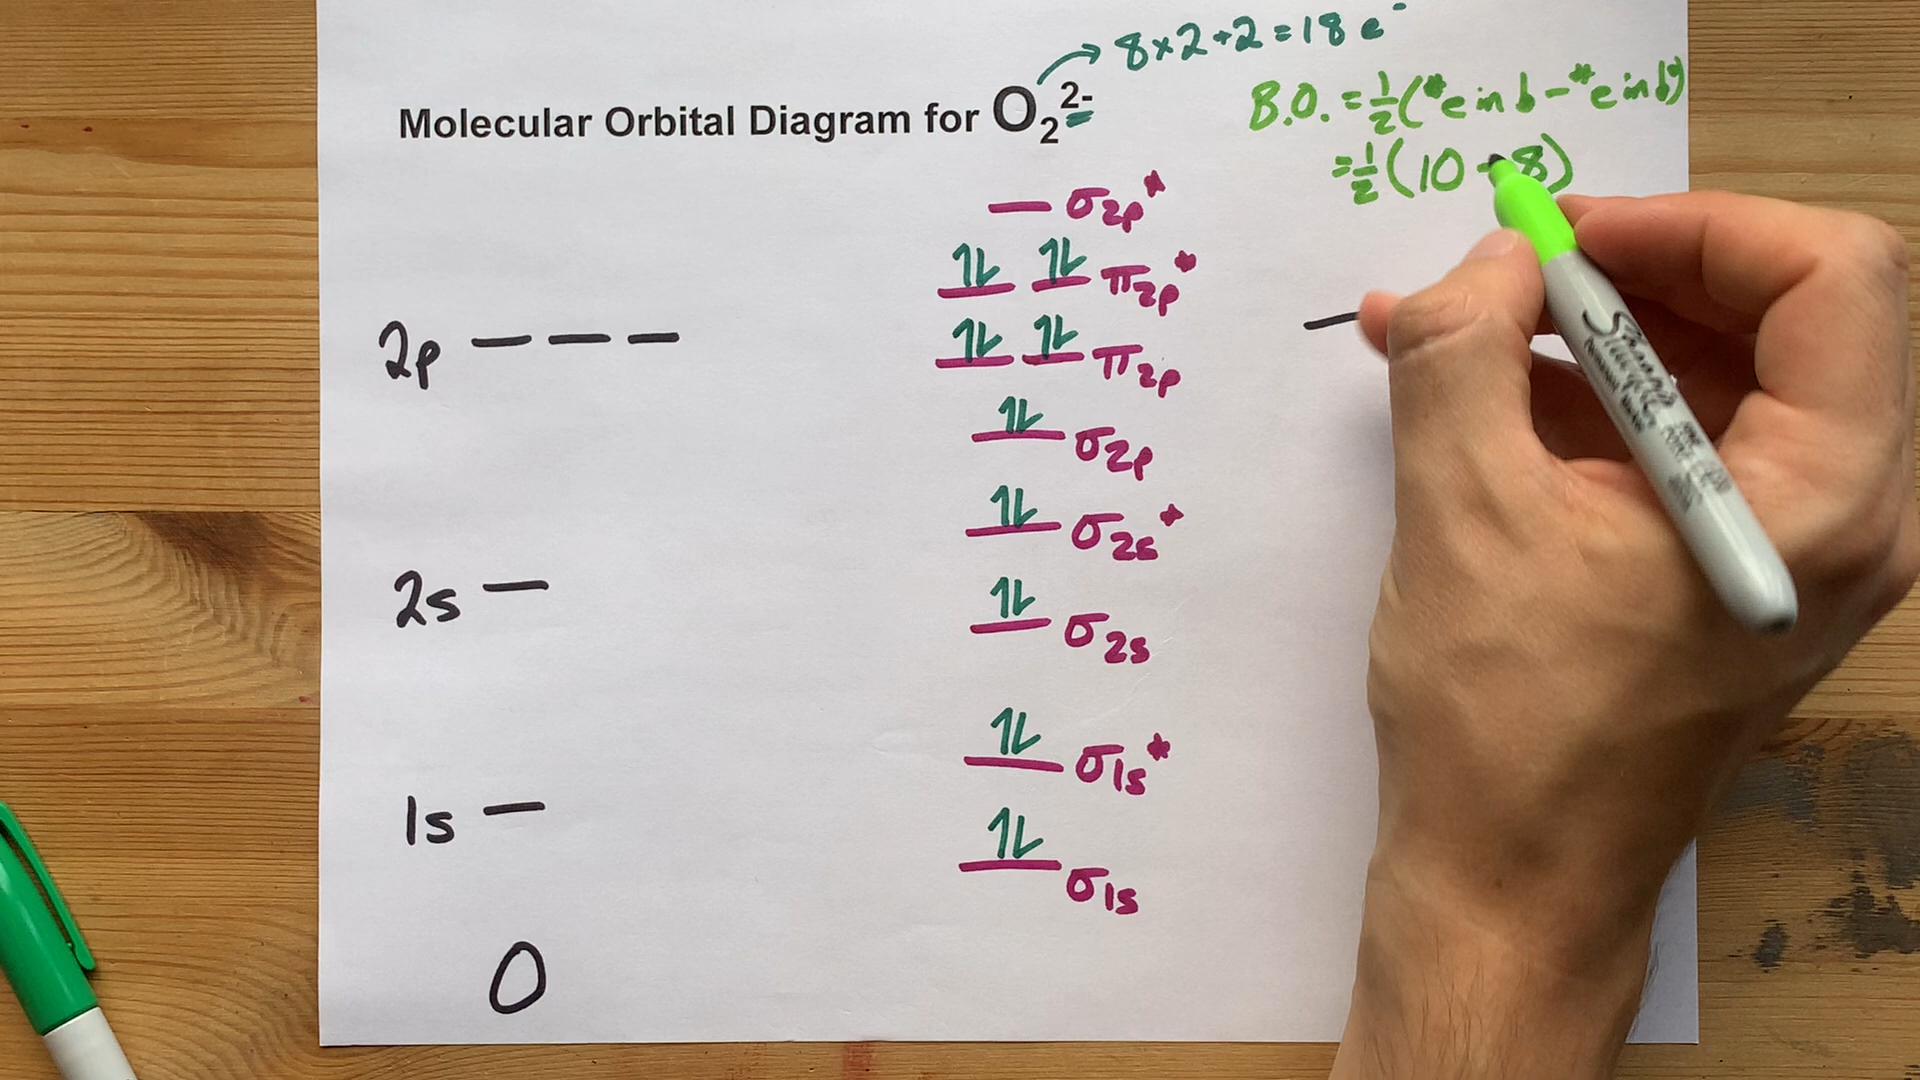 8×2+2=18 e⁻
Molecular Orbital Diagram for O₂²⁻
B.O. = ½(#e in b - #e in b*)
= ½(10 - 8)
σ2p*
π2p*
2p
π2p
σ2p
σ2s*
2s
σ2s
σ1s*
1s
σ1s
O
Sharpie